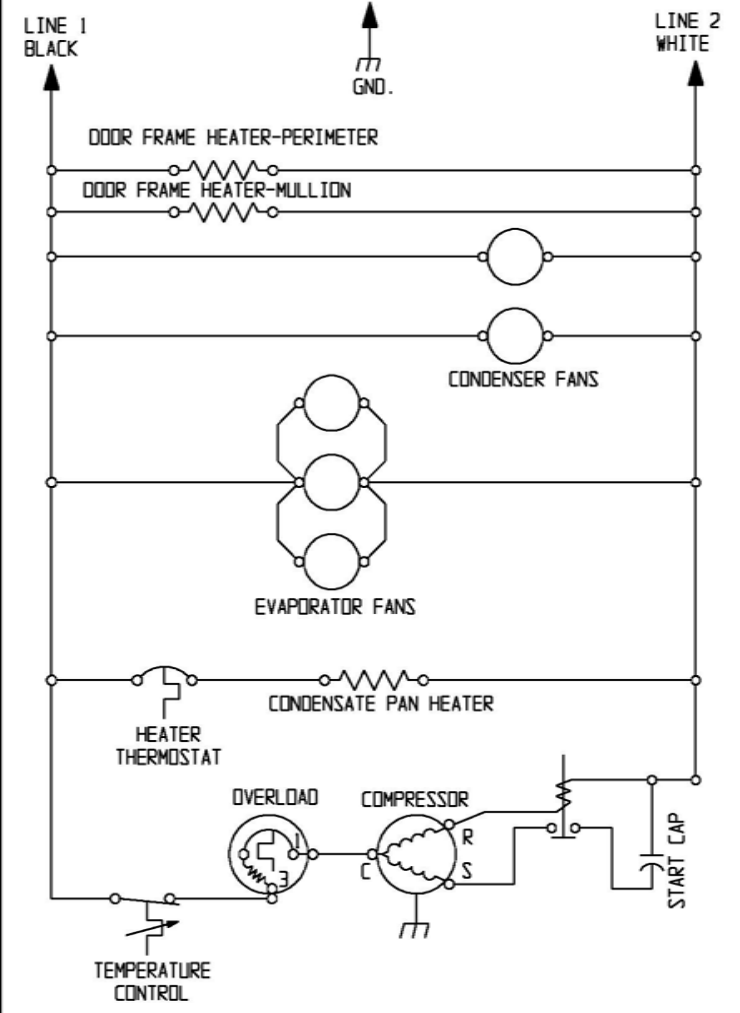 LINE 1
BLACK
GND.
LINE 2
WHITE
DOOR FRAME HEATER-PERIMETER
DOOR FRAME HEATER-MULLION
CONDENSER FANS
EVAPORATOR FANS
CONDENSATE PAN HEATER
HEATER
THERMOSTAT
OVERLOAD
1
3
COMPRESSOR
C
R
S
START CAP
TEMPERATURE
CONTROL